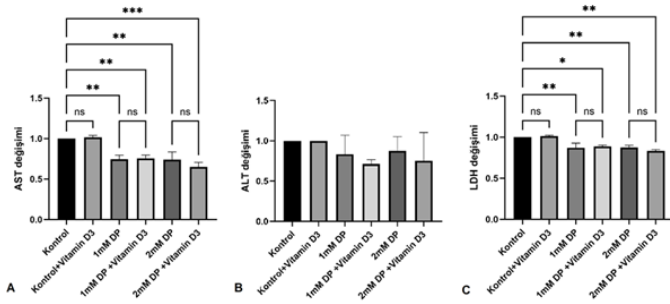 ***
**
**
**
ns
ns
ns
AST değişimi
1.5
1.0
0.5
0.0
Kontrol
Kontrol+Vitamin D3
1mM DP
1mM DP +Vitamin D3
2mM DP
2mM DP +Vitamin D3
A
ALT değişimi
1.5
1.0
0.5
0.0
Kontrol
Kontrol+Vitamin D3
1mM DP
1mM DP +Vitamin D3
2mM DP
2mM DP +Vitamin D3
B
**
**
*
**
ns
ns
ns
LDH değişimi
1.5
1.0
0.5
0.0
Kontrol
Kontrol+Vitamin D3
1mM DP
1mM DP +Vitamin D3
2mM DP
2mM DP +Vitamin D3
C